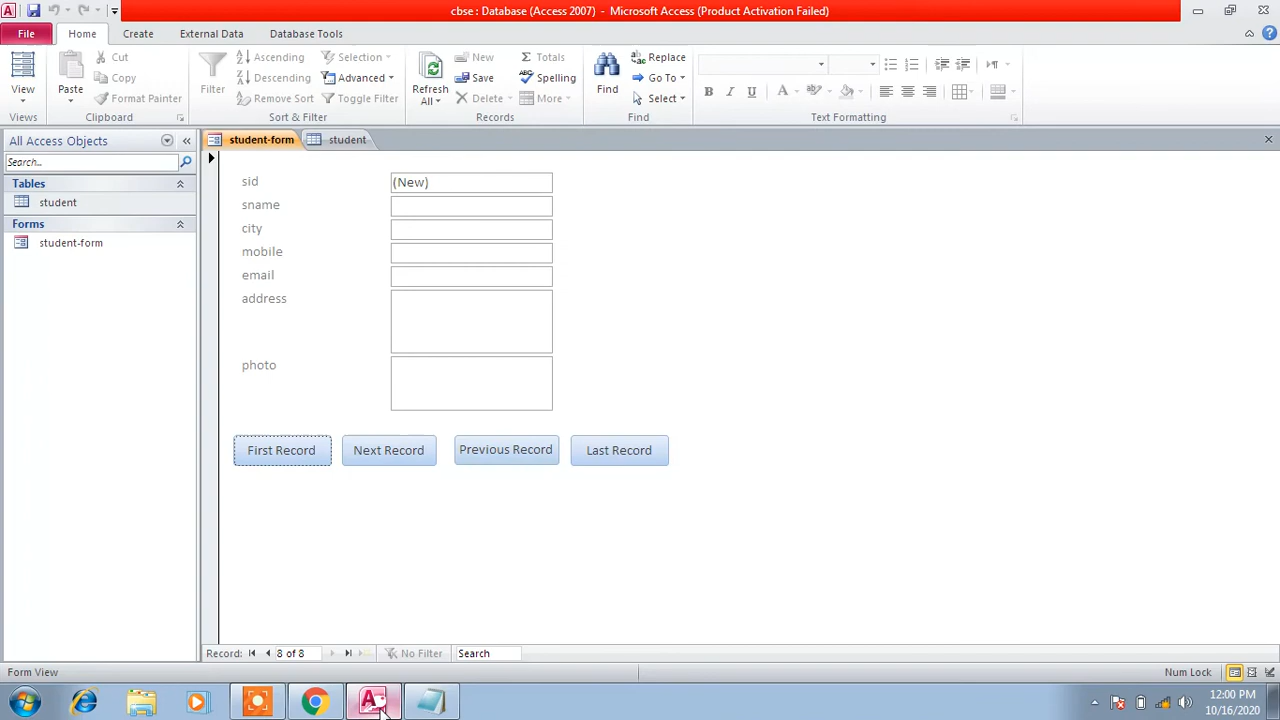 cbse : Database (Access 2007) - Microsoft Access (Product Activation Failed)
File Home Create External Data Database Tools
View Paste Cut Copy Format Painter Filter Ascending Descending Remove Sort Selection Advanced Toggle Filter Refresh All New Save Delete Totals Spelling More Find Replace Go To Select
Views Clipboard Sort & Filter Records Find Text Formatting
All Access Objects
Search...
Tables
student
Forms
student-form
student-form student
sid (New)
sname
city
mobile
email
address
photo
First Record Next Record Previous Record Last Record
Record: 8 of 8 No Filter Search
Form View Num Lock
12:00 PM
10/16/2020